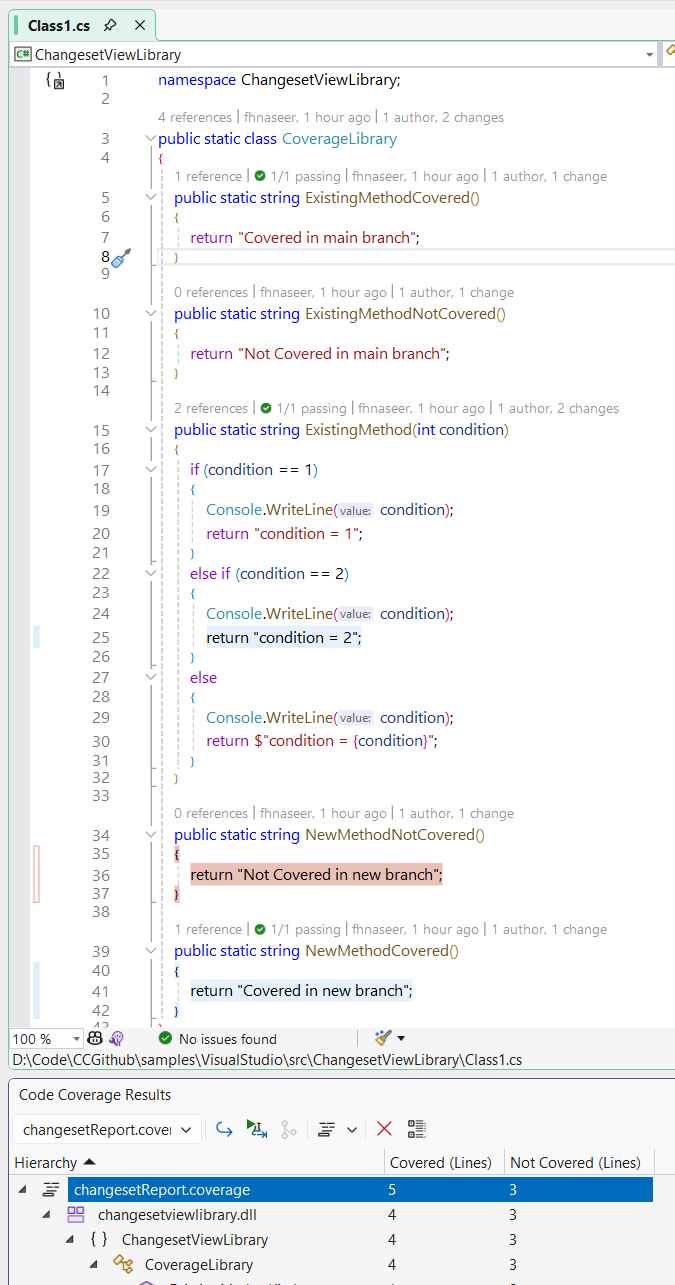 Class1.cs
C# ChangesetViewLibrary
1 namespace ChangesetViewLibrary;
2
4 references | fhnaseer, 1 hour ago | 1 author, 2 changes
3 public static class CoverageLibrary
4 {
1 reference | 1/1 passing | fhnaseer, 1 hour ago | 1 author, 1 change
5 public static string ExistingMethodCovered()
6 {
7 return "Covered in main branch";
8 }
9
0 references | fhnaseer, 1 hour ago | 1 author, 1 change
10 public static string ExistingMethodNotCovered()
11 {
12 return "Not Covered in main branch";
13 }
14
2 references | 1/1 passing | fhnaseer, 1 hour ago | 1 author, 2 changes
15 public static string ExistingMethod(int condition)
16 {
17 if (condition == 1)
18 {
19 Console.WriteLine(value: condition);
20 return "condition = 1";
21 }
22 else if (condition == 2)
23 {
24 Console.WriteLine(value: condition);
25 return "condition = 2";
26 }
27 else
28 {
29 Console.WriteLine(value: condition);
30 return $"condition = {condition}";
31 }
32 }
33
0 references | fhnaseer, 1 hour ago | 1 author, 1 change
34 public static string NewMethodNotCovered()
35 {
36 return "Not Covered in new branch";
37 }
38
1 reference | 1/1 passing | fhnaseer, 1 hour ago | 1 author, 1 change
39 public static string NewMethodCovered()
40 {
41 return "Covered in new branch";
42 }
100 % No issues found
D:\Code\CCGithub\samples\VisualStudio\src\ChangesetViewLibrary\Class1.cs
Code Coverage Results
changesetReport.cover
Hierarchy Covered (Lines) Not Covered (Lines)
changesetReport.coverage 5 3
changesetviewlibrary.dll 4 3
{ } ChangesetViewLibrary 4 3
CoverageLibrary 4 3